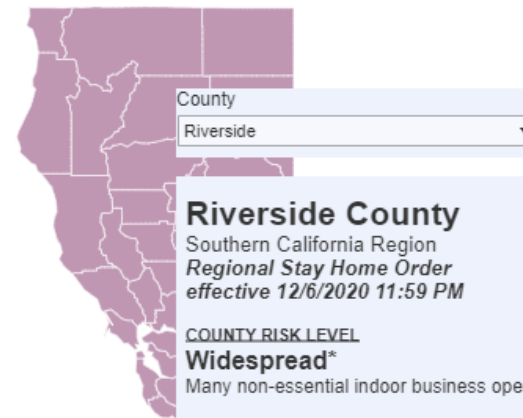 County
Riverside
Riverside County
Southern California Region
Regional Stay Home Order
effective 12/6/2020 11:59 PM
COUNTY RISK LEVEL
Widespread*
Many non-essential indoor business ope